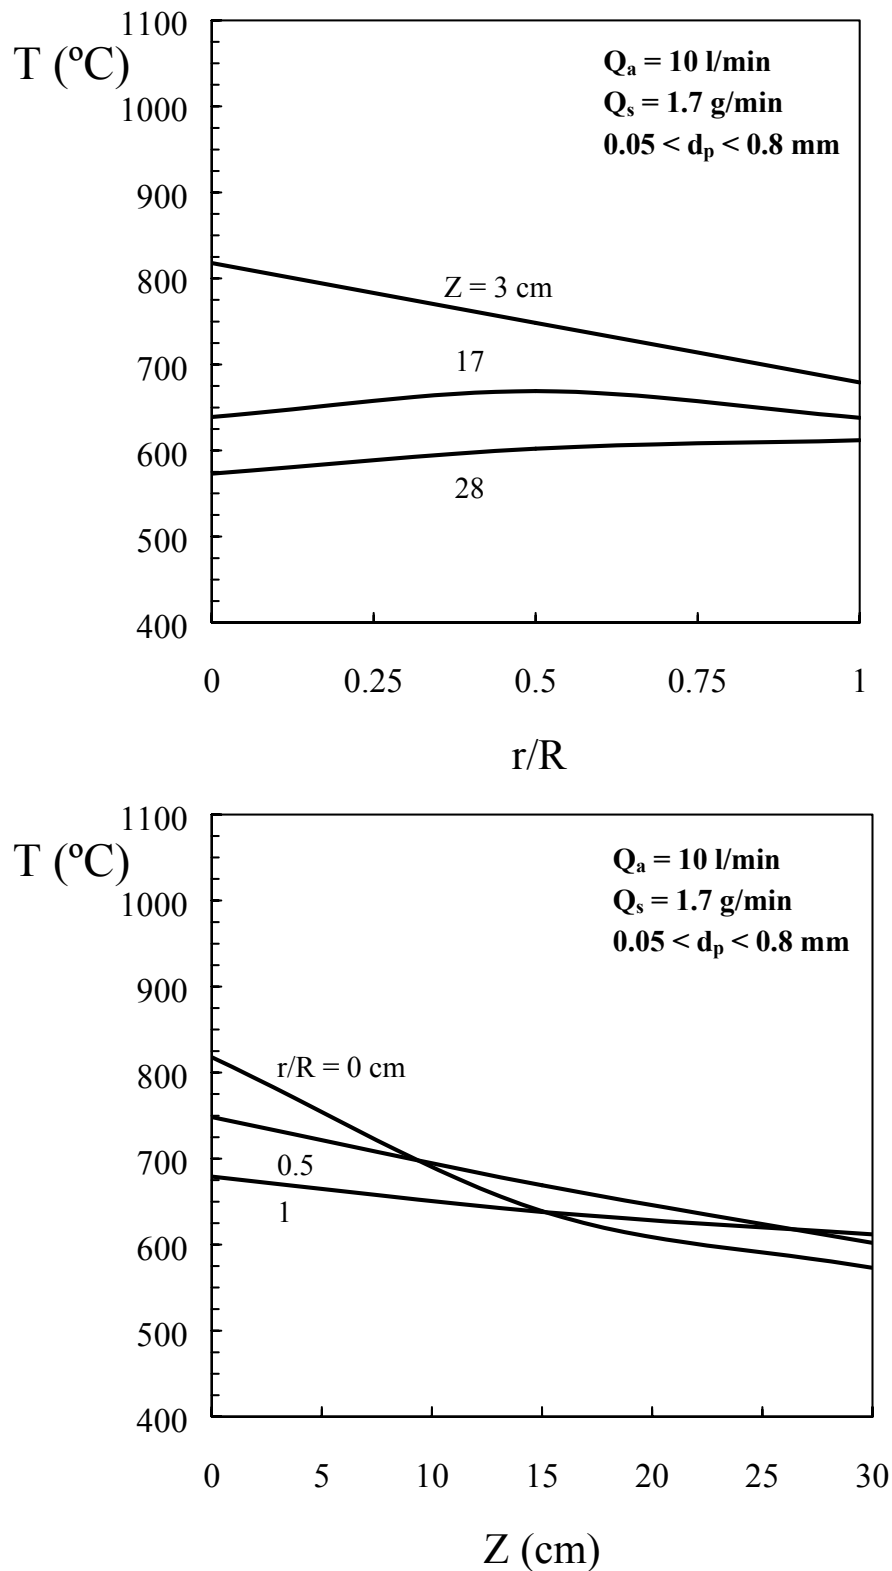 1100
T (ºC)
1000
900
800
700
600
500
400
Qₐ = 10 l/min
Qₛ = 1.7 g/min
0.05 < dₚ < 0.8 mm
Z = 3 cm
17
28
0 0.25 0.5 0.75 1
r/R
1100
T (ºC)
1000
900
800
700
600
500
400
Qₐ = 10 l/min
Qₛ = 1.7 g/min
0.05 < dₚ < 0.8 mm
r/R = 0 cm
0.5
1
0 5 10 15 20 25 30
Z (cm)